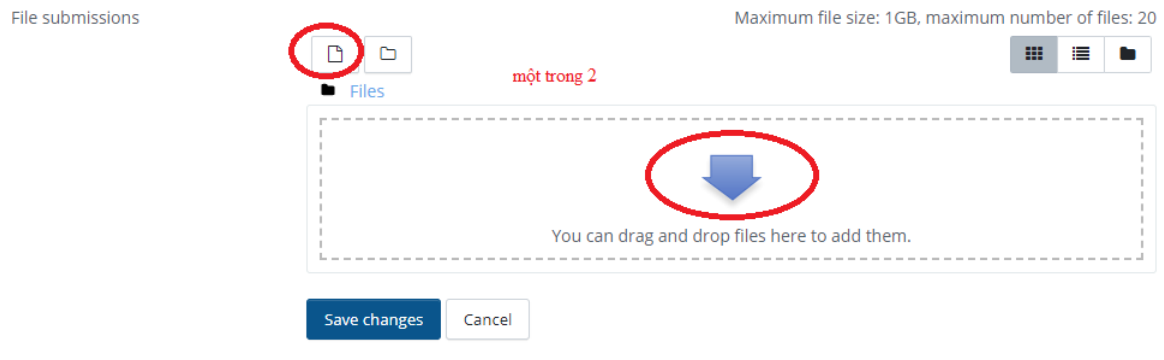 File submissions
Maximum file size: 1GB, maximum number of files: 20
một trong 2
Files
You can drag and drop files here to add them.
Save changes
Cancel